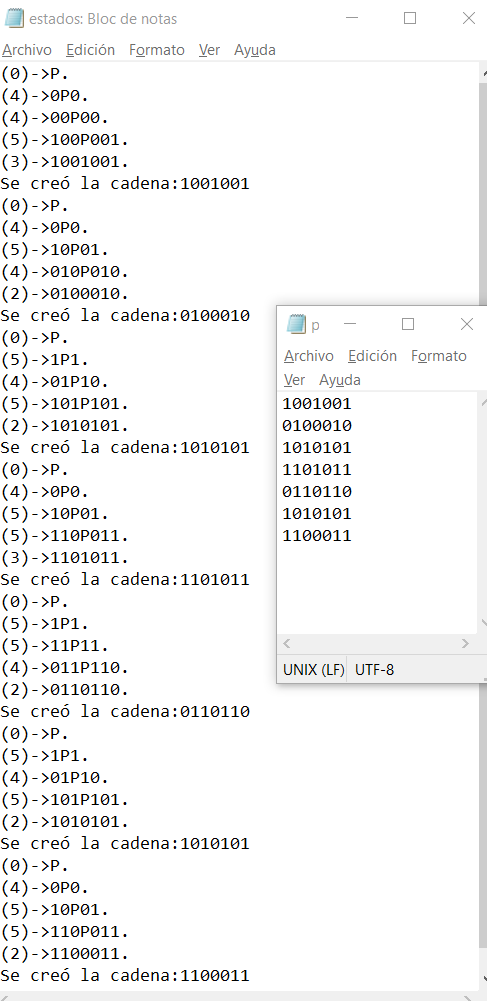 estados: Bloc de notas
Archivo Edición Formato Ver Ayuda
(0)->P.
(4)->0P0.
(4)->00P00.
(5)->100P001.
(3)->1001001.
Se creó la cadena:1001001
(0)->P.
(4)->0P0.
(5)->10P01.
(4)->010P010.
(2)->0100010.
Se creó la cadena:0100010
(0)->P.
(5)->1P1.
(4)->01P10.
(5)->101P101.
(2)->1010101.
Se creó la cadena:1010101
(0)->P.
(4)->0P0.
(5)->10P01.
(5)->110P011.
(3)->1101011.
Se creó la cadena:1101011
(0)->P.
(5)->1P1.
(5)->11P11.
(4)->011P110.
(2)->0110110.
Se creó la cadena:0110110
(0)->P.
(5)->1P1.
(4)->01P10.
(5)->101P101.
(2)->1010101.
Se creó la cadena:1010101
(0)->P.
(4)->0P0.
(5)->10P01.
(5)->110P011.
(2)->1100011.
Se creó la cadena:1100011
p
Archivo Edición Formato
Ver Ayuda
1001001
0100010
1010101
1101011
0110110
1010101
1100011
UNIX (LF) UTF-8